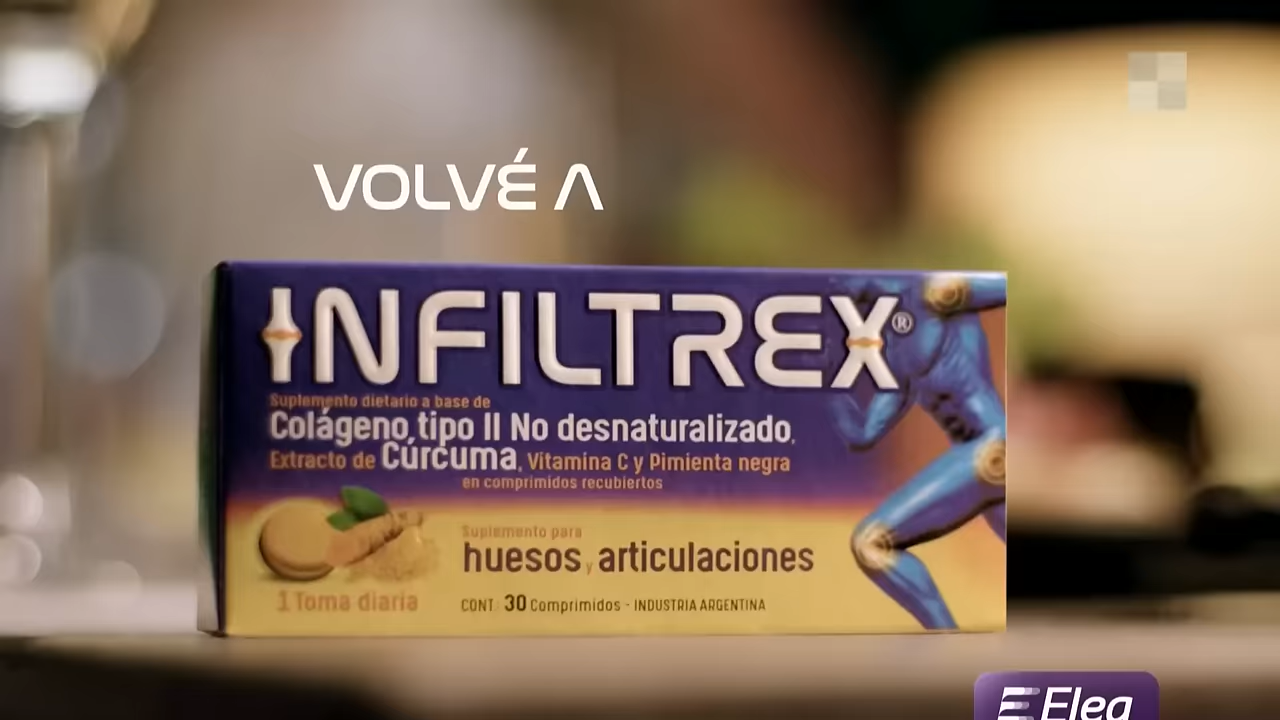 VOLVÉ A
INFILTREX®
Suplemento dietario a base de
Colágeno tipo II No desnaturalizado,
Extracto de Cúrcuma, Vitamina C y Pimienta negra
en comprimidos recubiertos
Suplemento para
huesos y articulaciones
1 Toma diaria
CONT: 30 Comprimidos - INDUSTRIA ARGENTINA
Elea